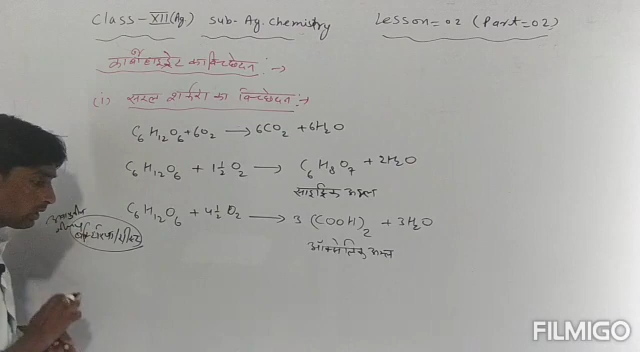 Class - XII (Ag.) Sub- Ag. Chemistry Lesson = 02 (Part = 02)
कार्बोहाइड्रेट का विच्छेदन :→
(i) सरल शर्करा का विच्छेदन :→
C₆H₁₂O₆ + 6O₂ → 6CO₂ + 6H₂O
C₆H₁₂O₆ + 1½ O₂ → C₆H₈O₇ + 2H₂O
साइट्रिक अम्ल
C₆H₁₂O₆ + 4½ O₂ → 3 (COOH)₂ + 3H₂O
ऑक्जेलिक अम्ल
FILMIGO